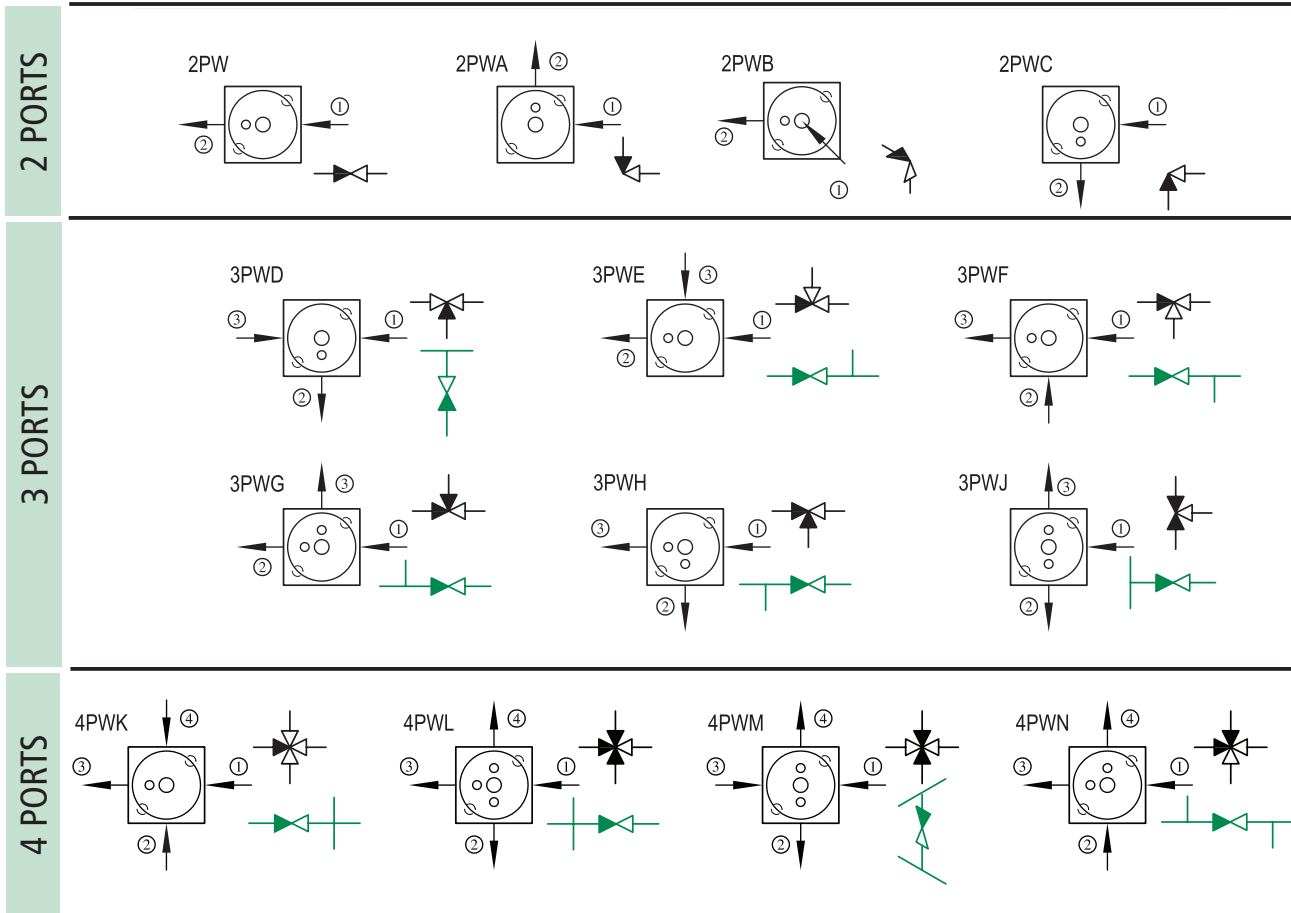 2 PORTS
2PW
①
②
2PWA
②
①
2PWB
②
①
2PWC
①
②
3 PORTS
3PWD
③
①
②
3PWE
③
①
②
3PWF
③
①
②
3PWG
③
①
②
3PWH
③
①
②
3PWJ
③
①
②
4 PORTS
4PWK
④
③
①
②
4PWL
④
③
①
②
4PWM
④
③
①
②
4PWN
④
③
①
②